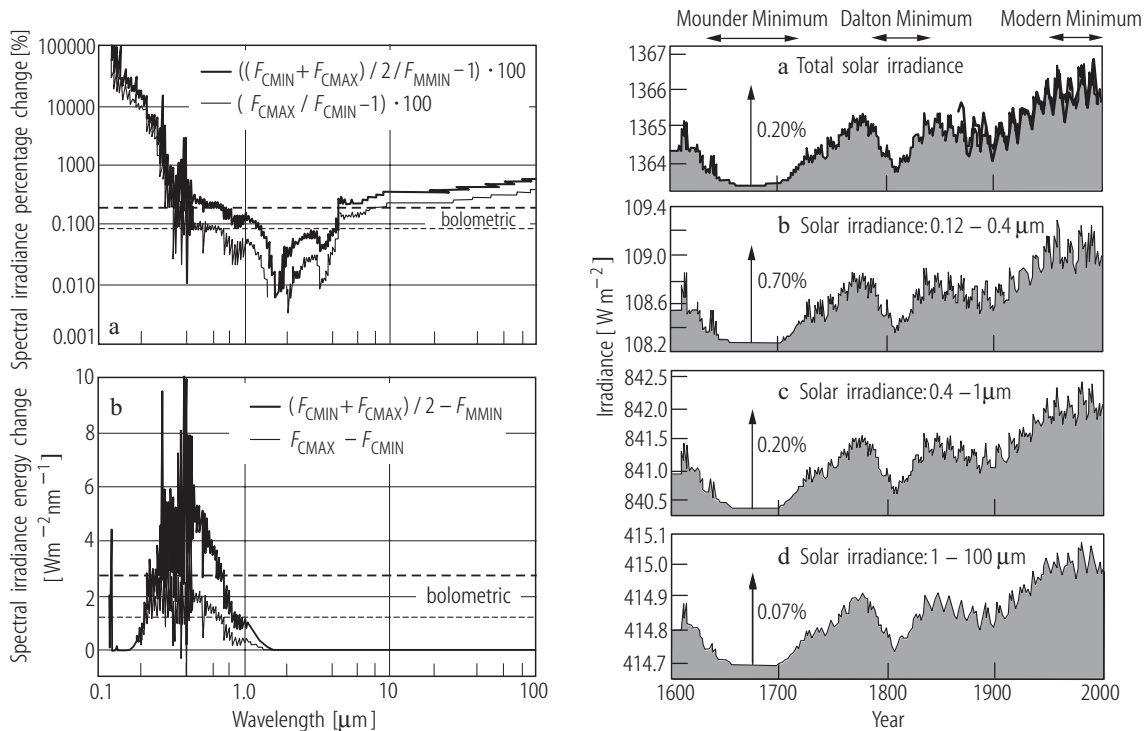 Spectral irradiance percentage change [%]
100000
10000
1000
0.100
0.010
0.001
((F_CMIN + F_CMAX) / 2 / F_MMIN −1) · 100
( F_CMAX / F_CMIN −1) · 100
bolometric
a
Spectral irradiance energy change
[Wm−2nm−1]
10
8
6
4
2
0
b
(F_CMIN + F_CMAX) / 2 − F_MMIN
F_CMAX − F_CMIN
bolometric
0.1
1.0
10
100
Wavelength [μm]
Mounder Minimum
Dalton Minimum
Modern Minimum
Irradiance [W m−2]
1367
1366
1365
1364
a Total solar irradiance
0.20%
109.4
109.0
108.6
108.2
b Solar irradiance: 0.12 – 0.4 μm
0.70%
842.5
842.0
841.5
841.0
840.5
c Solar irradiance: 0.4 –1μm
0.20%
415.1
415.0
414.9
414.8
414.7
d Solar irradiance: 1 – 100 μm
0.07%
1600
1700
1800
1900
2000
Year